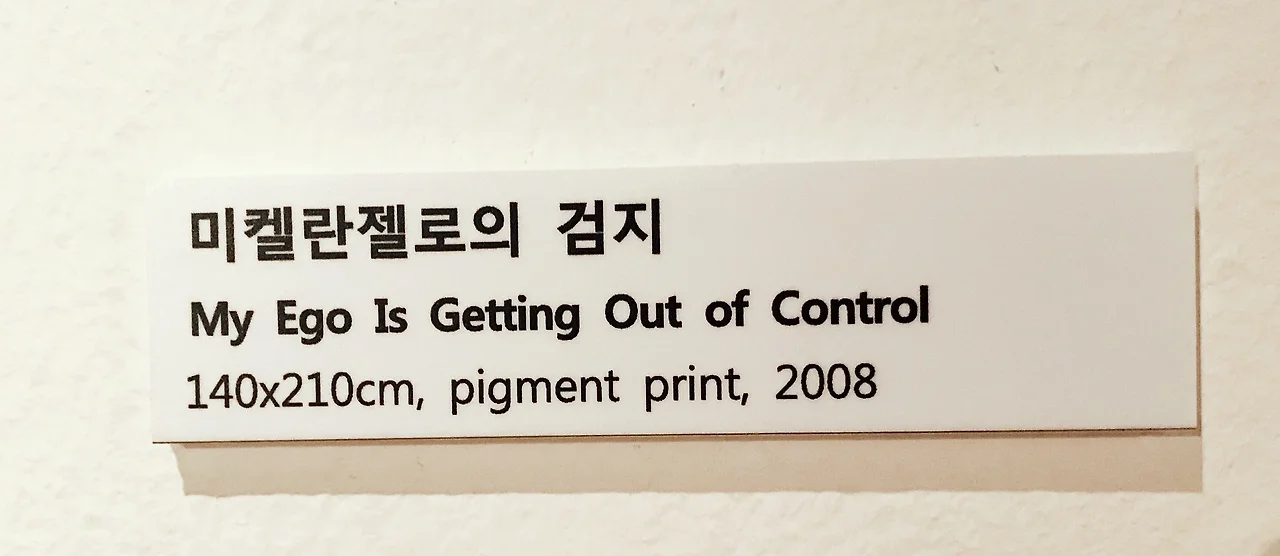 미켈란젤로의 검지
My Ego Is Getting Out of Control
140x210cm, pigment print, 2008